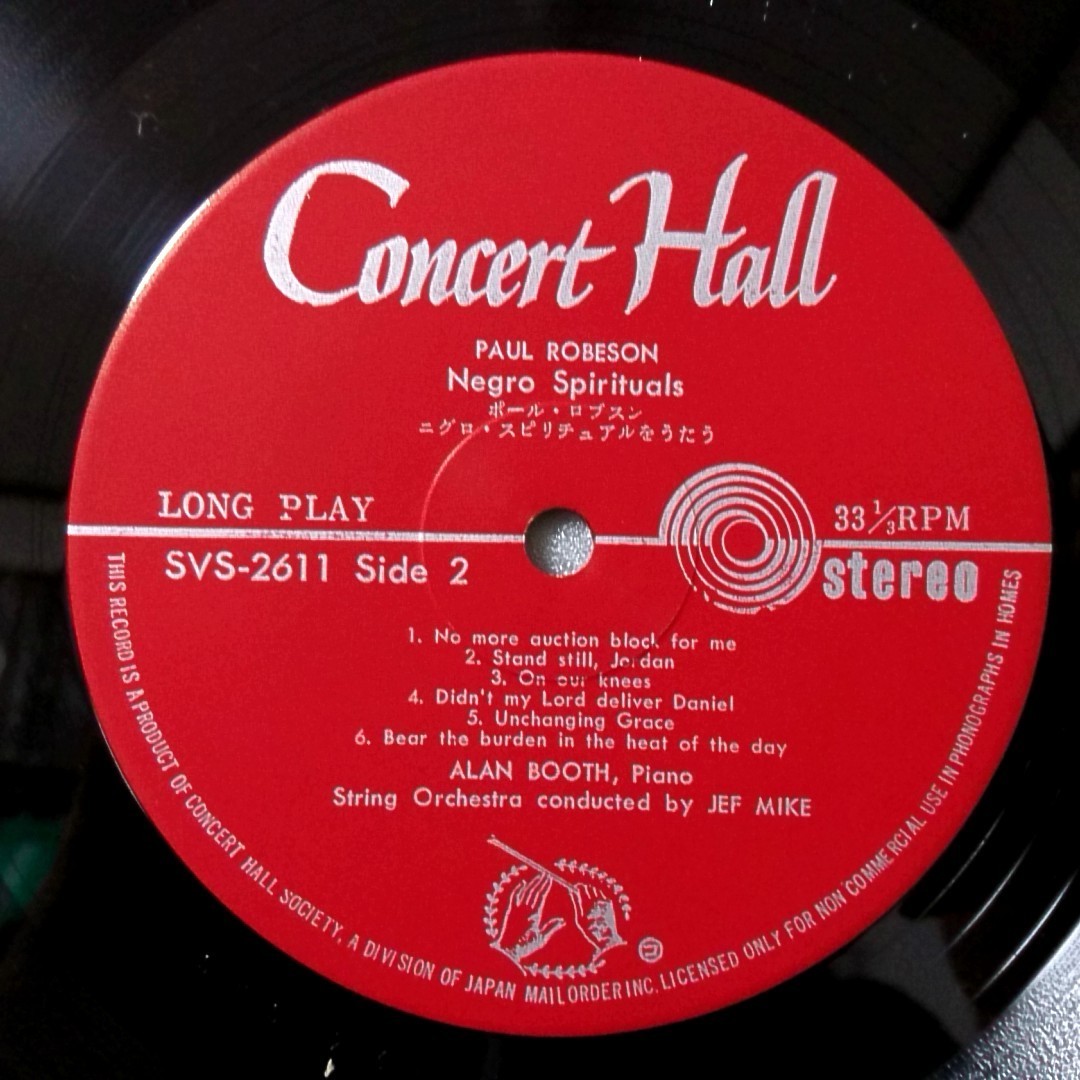 Concert Hall
PAUL ROBESON
Negro Spirituals
ポール・ロブスン
ニグロ・スピリチュアルをうたう
LONG PLAY
33 1/3 RPM
SVS-2611 Side 2
stereo
1. No more auction block for me
2. Stand still, Jordan
3. On our knees
4. Didn't my Lord deliver Daniel
5. Unchanging Grace
6. Bear the burden in the heat of the day
ALAN BOOTH, Piano
String Orchestra conducted by JEF MIKE
THIS RECORD IS A PRODUCT OF CONCERT HALL SOCIETY, A DIVISION OF JAPAN MAIL ORDER INC. LICENSED ONLY FOR NON COMMERCIAL USE IN PHONOGRAPHS IN HOMES